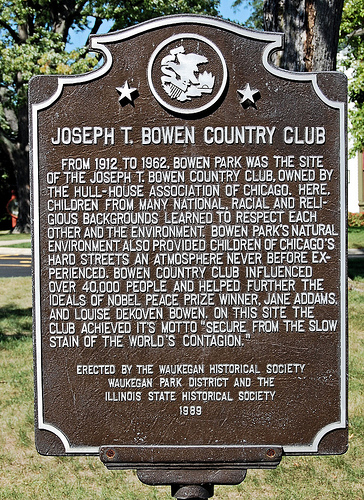 JOSEPH T. BOWEN COUNTRY CLUB
FROM 1912 TO 1962, BOWEN PARK WAS THE SITE
OF THE JOSEPH T. BOWEN COUNTRY CLUB, OWNED BY
THE HULL-HOUSE ASSOCIATION OF CHICAGO. HERE,
CHILDREN FROM MANY NATIONAL, RACIAL AND RELI-
GIOUS BACKGROUNDS LEARNED TO RESPECT EACH
OTHER AND THE ENVIRONMENT. BOWEN PARK'S NATURAL
ENVIRONMENT ALSO PROVIDED CHILDREN OF CHICAGO'S
HARD STREETS AN ATMOSPHERE NEVER BEFORE EX-
PERIENCED. BOWEN COUNTRY CLUB INFLUENCED
OVER 40,000 PEOPLE AND HELPED FURTHER THE
IDEALS OF NOBEL PEACE PRIZE WINNER, JANE ADDAMS,
AND LOUISE DEKOVEN BOWEN. ON THIS SITE THE
CLUB ACHIEVED IT'S MOTTO "SECURE FROM THE SLOW
STAIN OF THE WORLD'S CONTAGION."
ERECTED BY THE WAUKEGAN HISTORICAL SOCIETY
WAUKEGAN PARK DISTRICT AND THE
ILLINOIS STATE HISTORICAL SOCIETY
1989